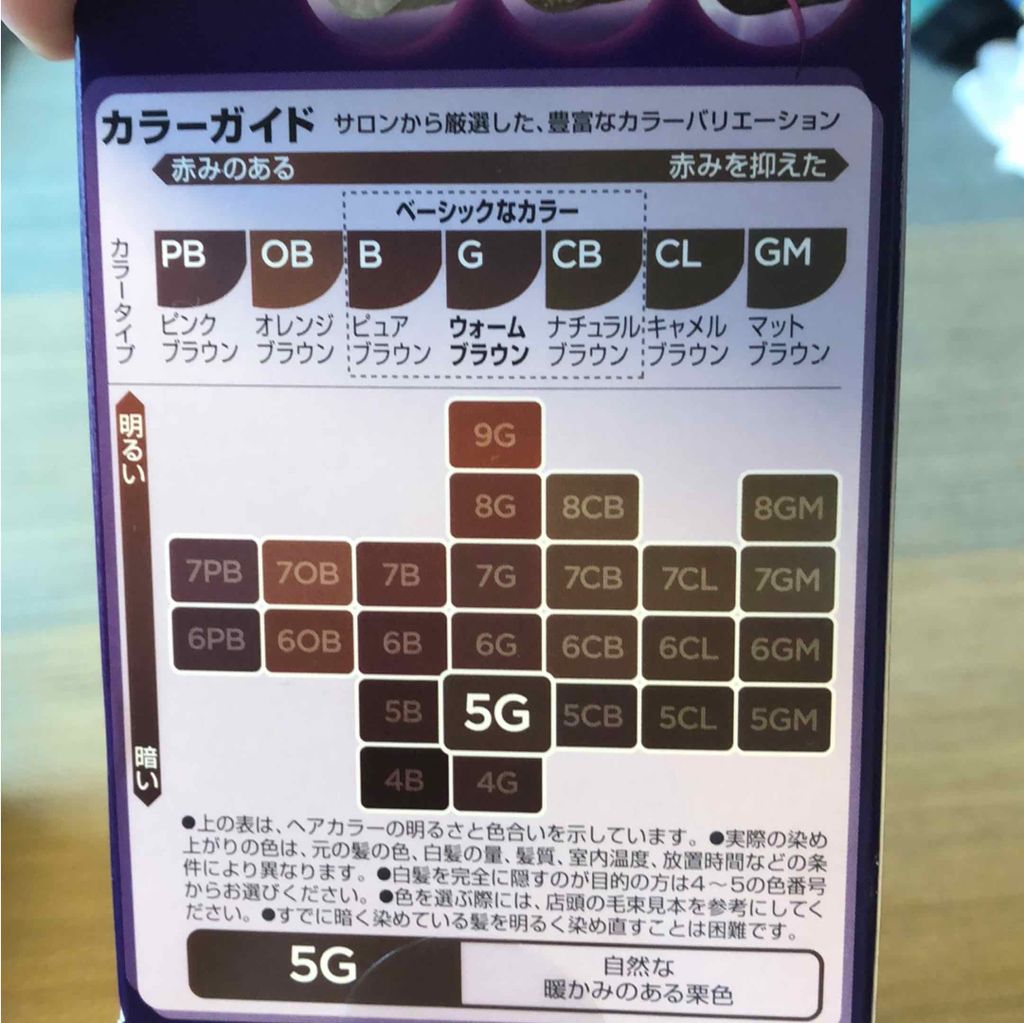 カラーガイド サロンから厳選した、豊富なカラーバリエーション
赤みのある 赤みを抑えた
ベーシックなカラー
カラータイプ
PB OB B G CB CL GM
ピンク オレンジ ピュア ウォーム ナチュラル キャメル マット
ブラウン ブラウン ブラウン ブラウン ブラウン ブラウン ブラウン
明るい
9G
8G 8CB 8GM
7PB 7OB 7B 7G 7CB 7CL 7GM
6PB 6OB 6B 6G 6CB 6CL 6GM
5B 5G 5CB 5CL 5GM
暗い
4B 4G
●上の表は、ヘアカラーの明るさと色合いを示しています。●実際の染め
上がりの色は、元の髪の色、白髪の量、髪質、室内温度、放置時間などの条
件により異なります。●白髪を完全に隠すのが目的の方は4～5の色番号
からお選びください。●色を選ぶ際には、店頭の毛束見本を参考にしてく
ださい。●すでに暗く染めている髪を明るく染め直すことは困難です。
5G 自然な
暖かみのある栗色